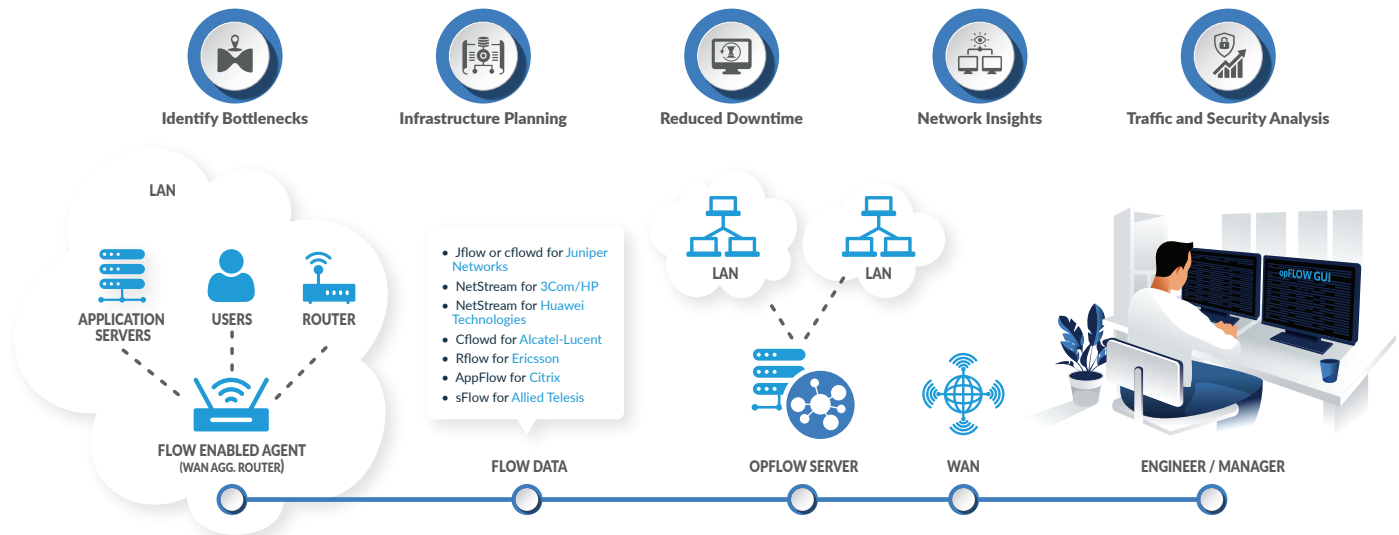 Identify Bottlenecks
Infrastructure Planning
Reduced Downtime
Network Insights
Traffic and Security Analysis
LAN
APPLICATION
SERVERS
USERS
ROUTER
FLOW ENABLED AGENT
(WAN AGG. ROUTER)
• Jflow or cflowd for Juniper
Networks
• NetStream for 3Com/HP
• NetStream for Huawei
Technologies
• Cflowd for Alcatel-Lucent
• Rflow for Ericsson
• AppFlow for Citrix
• sFlow for Allied Telesis
FLOW DATA
LAN
LAN
OPFLOW SERVER
WAN
opFLOW GUI
ENGINEER / MANAGER